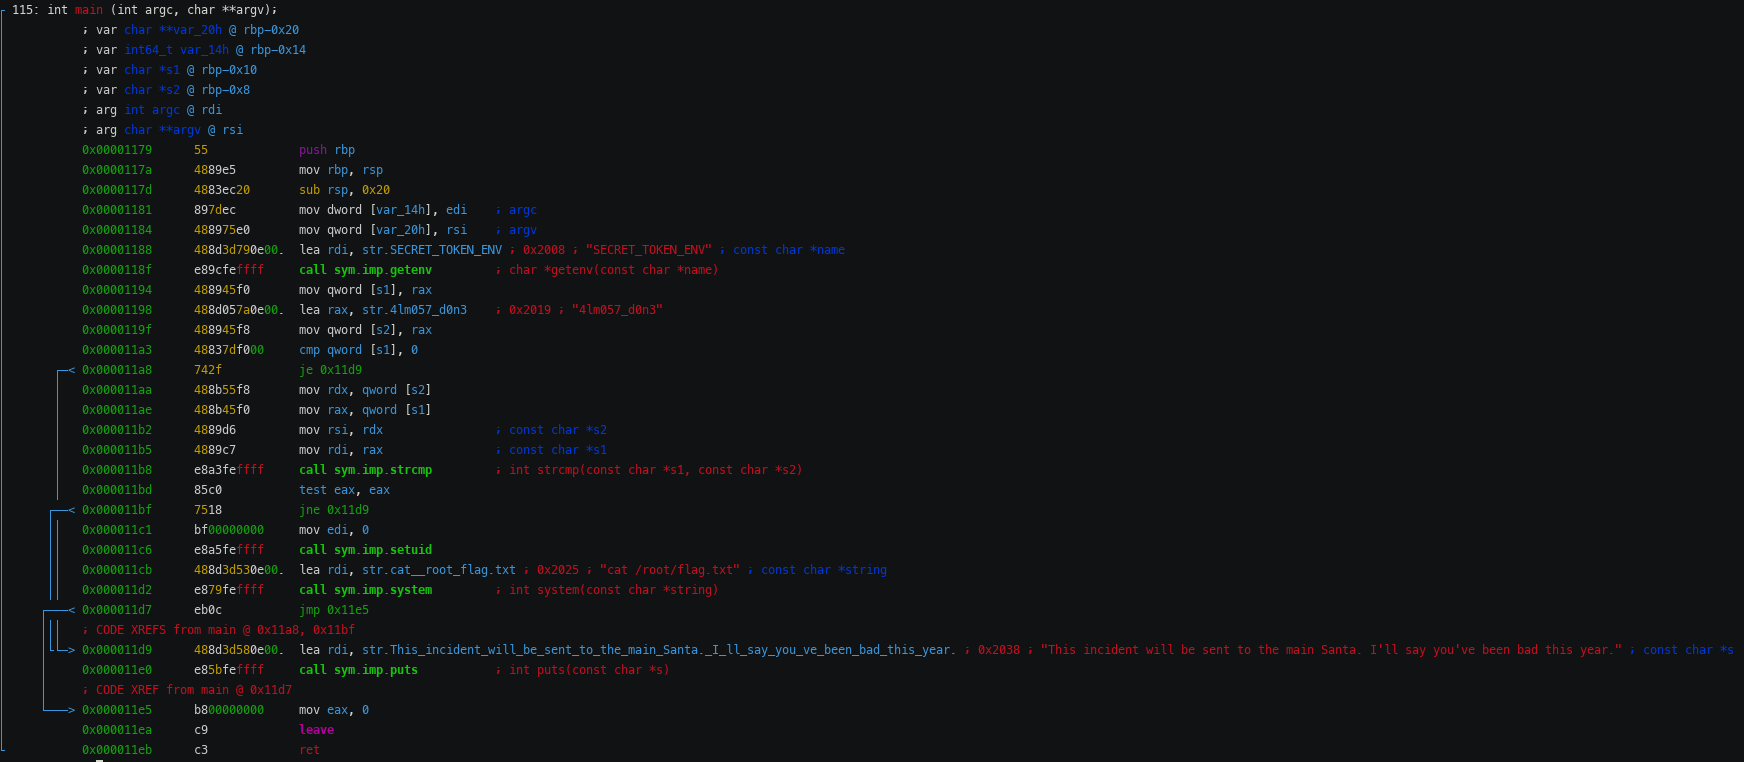 115: int main (int argc, char **argv);
; var char **var_20h @ rbp-0x20
; var int64_t var_14h @ rbp-0x14
; var char *s1 @ rbp-0x10
; var char *s2 @ rbp-0x8
; arg int argc @ rdi
; arg char **argv @ rsi
0x00001179 55 push rbp
0x0000117a 4889e5 mov rbp, rsp
0x0000117d 4883ec20 sub rsp, 0x20
0x00001181 897dec mov dword [var_14h], edi ; argc
0x00001184 488975e0 mov qword [var_20h], rsi ; argv
0x00001188 488d3d790e00. lea rdi, str.SECRET_TOKEN_ENV ; 0x2008 ; "SECRET_TOKEN_ENV" ; const char *name
0x0000118f e89cfeffff call sym.imp.getenv ; char *getenv(const char *name)
0x00001194 488945f0 mov qword [s1], rax
0x00001198 488d057a0e00. lea rax, str.4lm057_d0n3 ; 0x2019 ; "4lm057_d0n3"
0x0000119f 488945f8 mov qword [s2], rax
0x000011a3 48837df000 cmp qword [s1], 0
< 0x000011a8 742f je 0x11d9
0x000011aa 488b55f8 mov rdx, qword [s2]
0x000011ae 488b45f0 mov rax, qword [s1]
0x000011b2 4889d6 mov rsi, rdx ; const char *s2
0x000011b5 4889c7 mov rdi, rax ; const char *s1
0x000011b8 e8a3feffff call sym.imp.strcmp ; int strcmp(const char *s1, const char *s2)
0x000011bd 85c0 test eax, eax
< 0x000011bf 7518 jne 0x11d9
0x000011c1 bf00000000 mov edi, 0
0x000011c6 e8a5feffff call sym.imp.setuid
0x000011cb 488d3d530e00. lea rdi, str.cat__root_flag.txt ; 0x2025 ; "cat /root/flag.txt" ; const char *string
0x000011d2 e879feffff call sym.imp.system ; int system(const char *string)
< 0x000011d7 eb0c jmp 0x11e5
; CODE XREFS from main @ 0x11a8, 0x11bf
> 0x000011d9 488d3d580e00. lea rdi, str.This_incident_will_be_sent_to_the_main_Santa._I_ll_say_you_ve_been_bad_this_year. ; 0x2038 ; "This incident will be sent to the main Santa. I'll say you've been bad this year." ; const char *s
0x000011e0 e85bfeffff call sym.imp.puts ; int puts(const char *s)
; CODE XREF from main @ 0x11d7
> 0x000011e5 b800000000 mov eax, 0
0x000011ea c9 leave
0x000011eb c3 ret